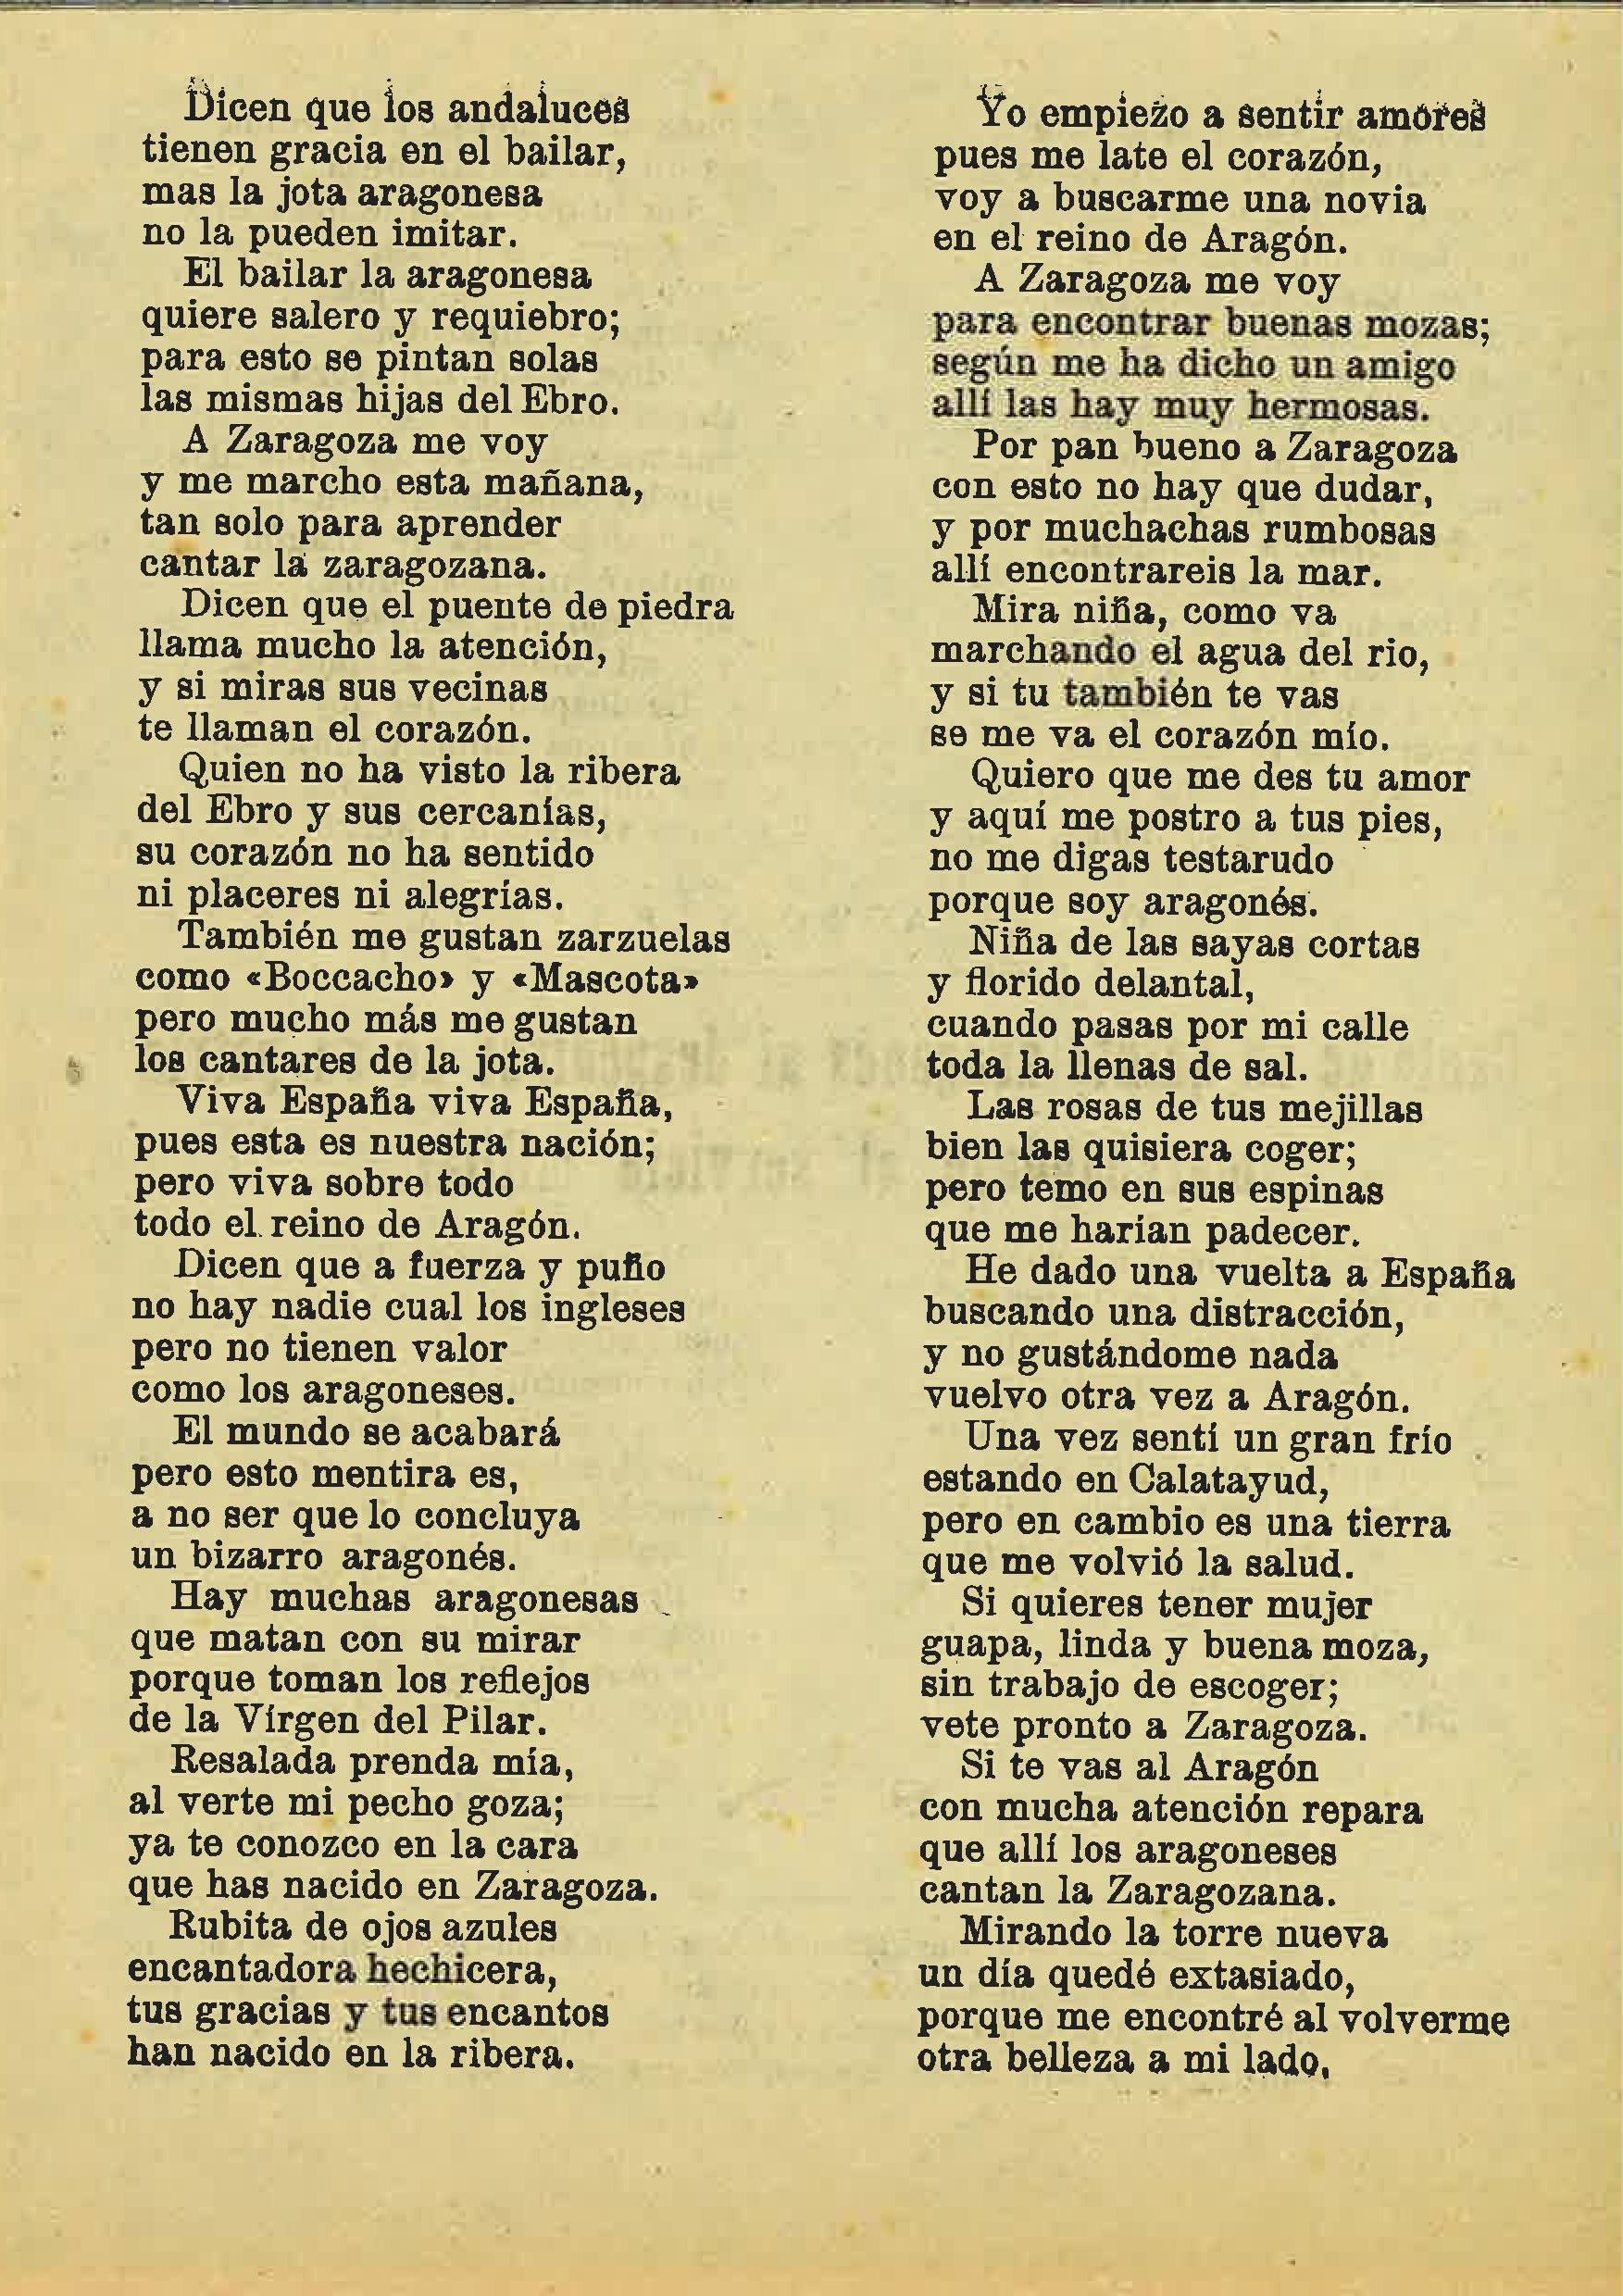 Dicen que los andaluces
tienen gracia en el bailar,
mas la jota aragonesa
no la pueden imitar.
El bailar la aragonesa
quiere salero y requiebro;
para esto se pintan solas
las mismas hijas del Ebro.
A Zaragoza me voy
y me marcho esta mañana,
tan solo para aprender
cantar la zaragozana.
Dicen que el puente de piedra
llama mucho la atención,
y si miras sus vecinas
te llaman el corazón.
Quien no ha visto la ribera
del Ebro y sus cercanías,
su corazón no ha sentido
ni placeres ni alegrías.
También me gustan zarzuelas
como «Boccacho» y «Mascota»
pero mucho más me gustan
los cantares de la jota.
Viva España viva España,
pues esta es nuestra nación;
pero viva sobre todo
todo el reino de Aragón.
Dicen que a fuerza y puño
no hay nadie cual los ingleses
pero no tienen valor
como los aragoneses.
El mundo se acabará
pero esto mentira es,
a no ser que lo concluya
un bizarro aragonés.
Hay muchas aragonesas
que matan con su mirar
porque toman los reflejos
de la Vírgen del Pilar.
Resalada prenda mía,
al verte mi pecho goza;
ya te conozco en la cara
que has nacido en Zaragoza.
Rubita de ojos azules
encantadora hechicera,
tus gracias y tus encantos
han nacido en la ribera.
Yo empiezo a sentir amores
pues me late el corazón,
voy a buscarme una novia
en el reino de Aragón.
A Zaragoza me voy
para encontrar buenas mozas;
según me ha dicho un amigo
allí las hay muy hermosas.
Por pan bueno a Zaragoza
con esto no hay que dudar,
y por muchachas rumbosas
allí encontrareis la mar.
Mira niña, como va
marchando el agua del rio,
y si tu también te vas
se me va el corazón mío.
Quiero que me des tu amor
y aquí me postro a tus pies,
no me digas testarudo
porque soy aragonés.
Niña de las sayas cortas
y florido delantal,
cuando pasas por mi calle
toda la llenas de sal.
Las rosas de tus mejillas
bien las quisiera coger;
pero temo en sus espinas
que me harían padecer.
He dado una vuelta a España
buscando una distracción,
y no gustándome nada
vuelvo otra vez a Aragón.
Una vez sentí un gran frío
estando en Calatayud,
pero en cambio es una tierra
que me volvió la salud.
Si quieres tener mujer
guapa, linda y buena moza,
sin trabajo de escoger;
vete pronto a Zaragoza.
Si te vas al Aragón
con mucha atención repara
que allí los aragoneses
cantan la Zaragozana.
Mirando la torre nueva
un día quedé extasiado,
porque me encontré al volverme
otra belleza a mi lado.